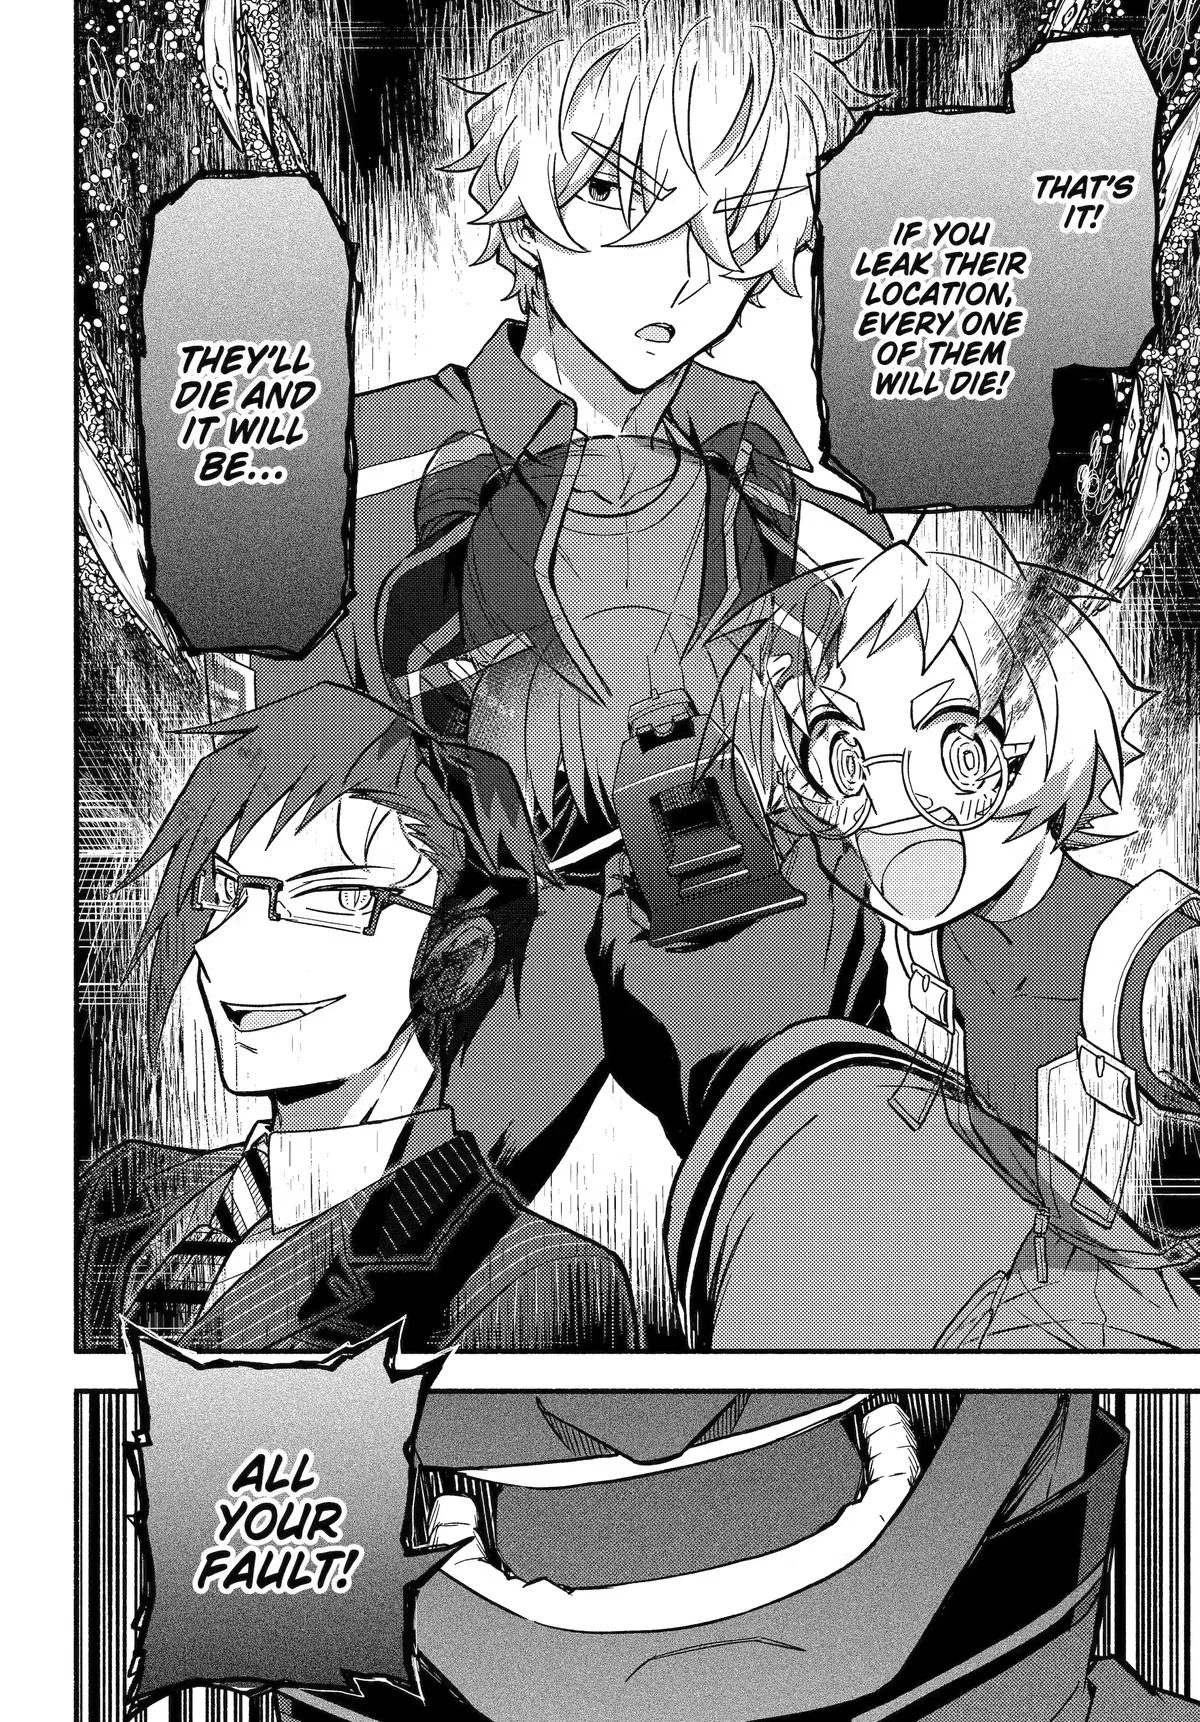 THAT'S
IT!
IF YOU
LEAK THEIR
LOCATION,
EVERY ONE
OF THEM
WILL DIE!
THEY'LL
DIE AND
IT WILL
BE...
ALL
YOUR
FAULT!